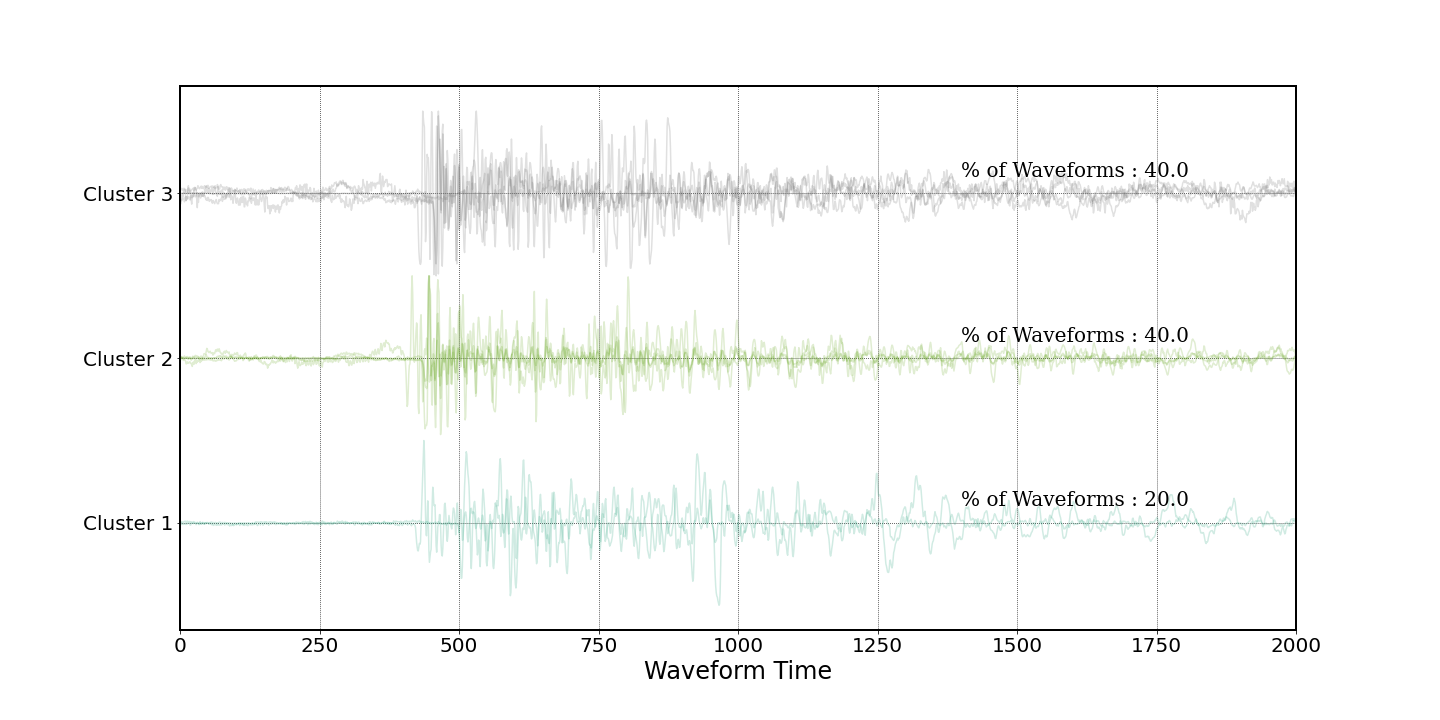 Cluster 3
% of Waveforms : 40.0
Cluster 2
% of Waveforms : 40.0
Cluster 1
% of Waveforms : 20.0
0 250 500 750 1000 1250 1500 1750 2000
Waveform Time